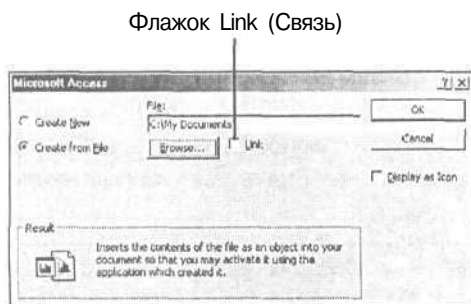 Флажок Link (Связь)
Microsoft Access
File:
Create New
C:\My Documents
OK
Create from File
Browse...
Link
Cancel
Display as Icon
Result
Inserts the contents of the file as an object into your
document so that you may activate it using the
application which created it.